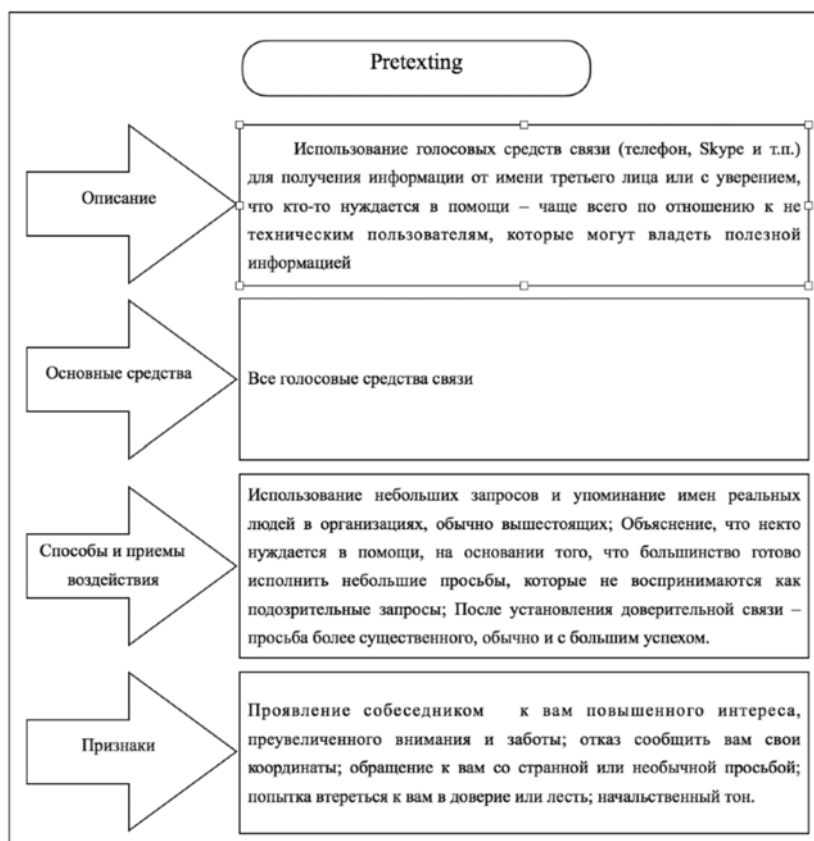 Pretexting
Описание
Использование голосовых средств связи (телефон, Skype и т.п.)
для получения информации от имени третьего лица или с уверением,
что кто-то нуждается в помощи – чаще всего по отношению к не
техническим пользователям, которые могут владеть полезной
информацией
Основные средства
Все голосовые средства связи
Способы и приемы
воздействия
Использование небольших запросов и упоминание имен реальных
людей в организациях, обычно вышестоящих; Объяснение, что некто
нуждается в помощи, на основании того, что большинство готово
исполнить небольшие просьбы, которые не воспринимаются как
подозрительные запросы; После установления доверительной связи –
просьба более существенного, обычно и с большим успехом.
Признаки
Проявление собеседником к вам повышенного интереса,
преувеличенного внимания и заботы; отказ сообщить вам свои
координаты; обращение к вам со странной или необычной просьбой;
попытка втереться к вам в доверие или лесть; начальственный тон.